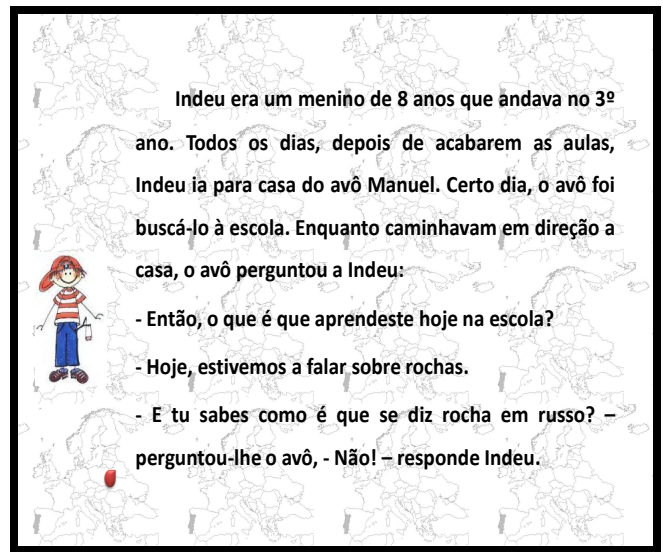 Indeu era um menino de 8 anos que andava no 3º
ano. Todos os dias, depois de acabarem as aulas,
Indeu ia para casa do avô Manuel. Certo dia, o avô foi
buscá-lo à escola. Enquanto caminhavam em direção a
casa, o avô perguntou a Indeu:
- Então, o que é que aprendeste hoje na escola?
- Hoje, estivemos a falar sobre rochas.
- E tu sabes como é que se diz rocha em russo? –
perguntou-lhe o avô, - Não! – responde Indeu.